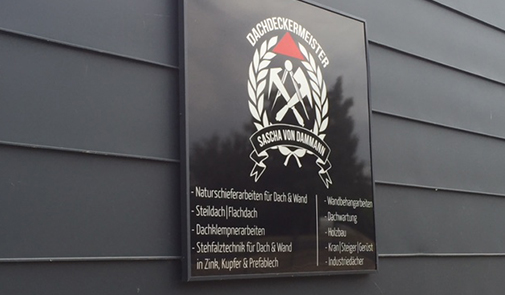 DACHDECKERMEISTER
SASCHA VON DAMMANN
- Naturschieferarbeiten für Dach & Wand
- Steildach|Flachdach
- Dachklempnerarbeiten
- Stehfalztechnik für Dach & Wand
in Zink, Kupfer & Prefablech
- Wandbehangarbeiten
- Dachwartung
- Holzbau
- Kran|Steiger|Gerüst
- Industriedächer